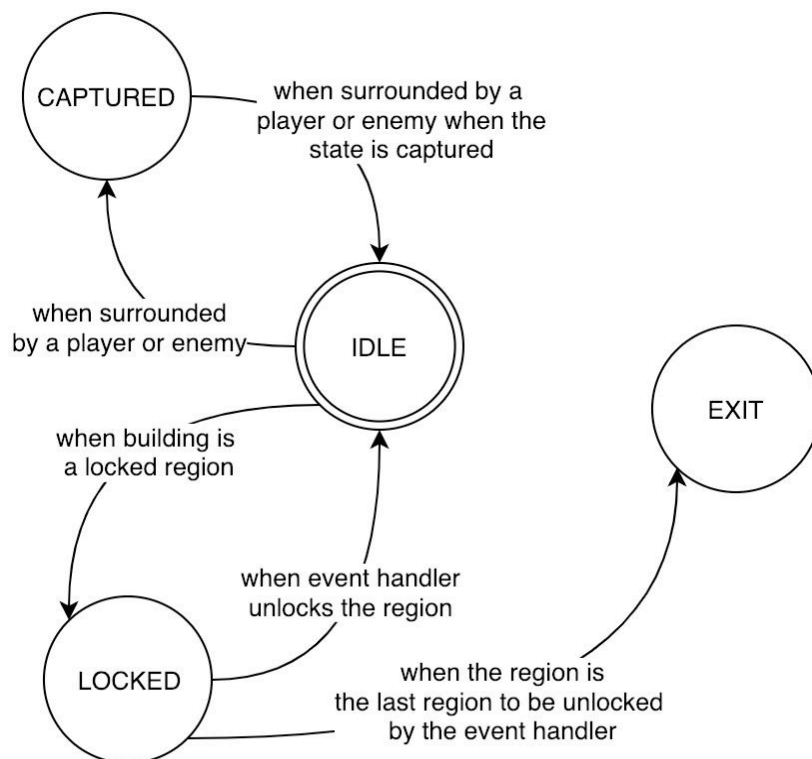 CAPTURED
when surrounded by a
player or enemy when the
state is captured
when surrounded
by a player or enemy
IDLE
EXIT
when building is
a locked region
when event handler
unlocks the region
LOCKED
when the region is
the last region to be unlocked
by the event handler